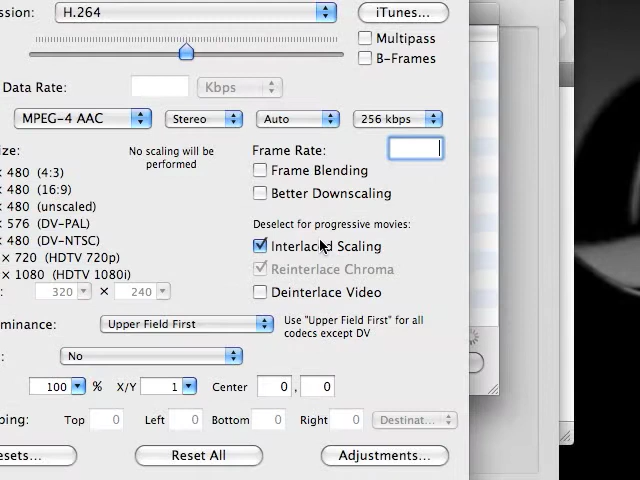 ssion: H.264 iTunes...
Multipass
B-Frames
Data Rate: Kbps
MPEG-4 AAC Stereo Auto 256 kbps
ize: No scaling will be performed Frame Rate:
Frame Blending
× 480 (4:3)
× 480 (16:9) Better Downscaling
× 480 (unscaled)
× 576 (DV-PAL) Deselect for progressive movies:
× 480 (DV-NTSC) Interlaced Scaling
× 720 (HDTV 720p)
× 1080 (HDTV 1080i) Reinterlace Chroma
: 320 × 240 Deinterlace Video
minance: Upper Field First Use "Upper Field First" for all
codecs except DV
: No
100 % X/Y 1 Center 0 , 0
ping: Top 0 Left 0 Bottom 0 Right 0 Destinat...
esets... Reset All Adjustments...